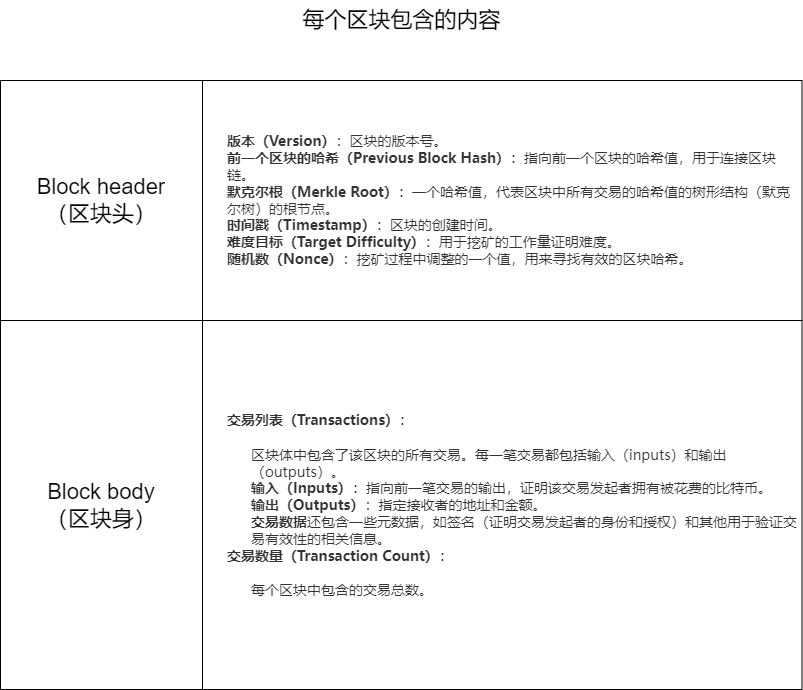 每个区块包含的内容
Block header
（区块头）
版本（Version）：区块的版本号。
前一个区块的哈希（Previous Block Hash）：指向前一个区块的哈希值，用于连接区块
链。
默克尔根（Merkle Root）：一个哈希值，代表区块中所有交易的哈希值的树形结构（默克
尔树）的根节点。
时间戳（Timestamp）：区块的创建时间。
难度目标（Target Difficulty）：用于挖矿的工作量证明难度。
随机数（Nonce）：挖矿过程中调整的一个值，用来寻找有效的区块哈希。
Block body
（区块身）
交易列表（Transactions）：
区块体中包含了该区块的所有交易。每一笔交易都包括输入（inputs）和输出
（outputs）。
输入（Inputs）：指向前一笔交易的输出，证明该交易发起者拥有被花费的比特币。
输出（Outputs）：指定接收者的地址和金额。
交易数据还包含一些元数据，如签名（证明交易发起者的身份和授权）和其他用于验证交
易有效性的相关信息。
交易数量（Transaction Count）：
每个区块中包含的交易总数。